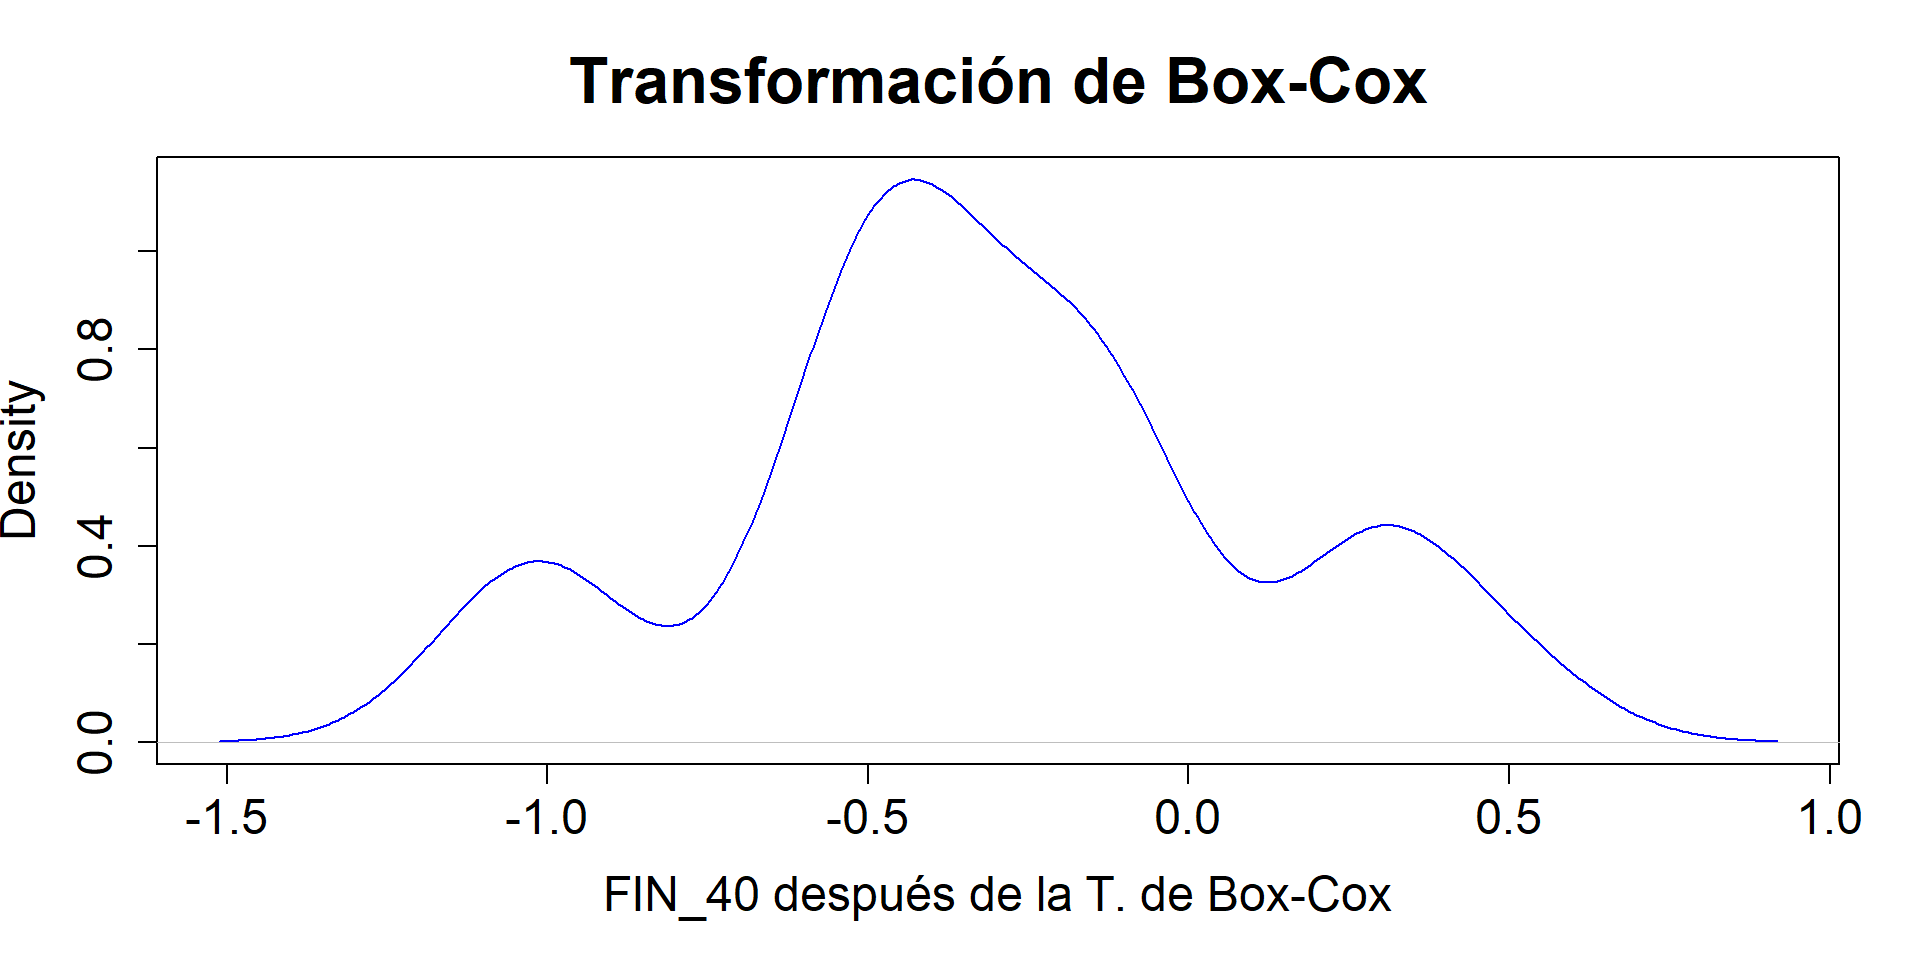 Transformación de Box-Cox
Density
0.8
0.4
0.0
-1.5 -1.0 -0.5 0.0 0.5 1.0
FIN_40 después de la T. de Box-Cox